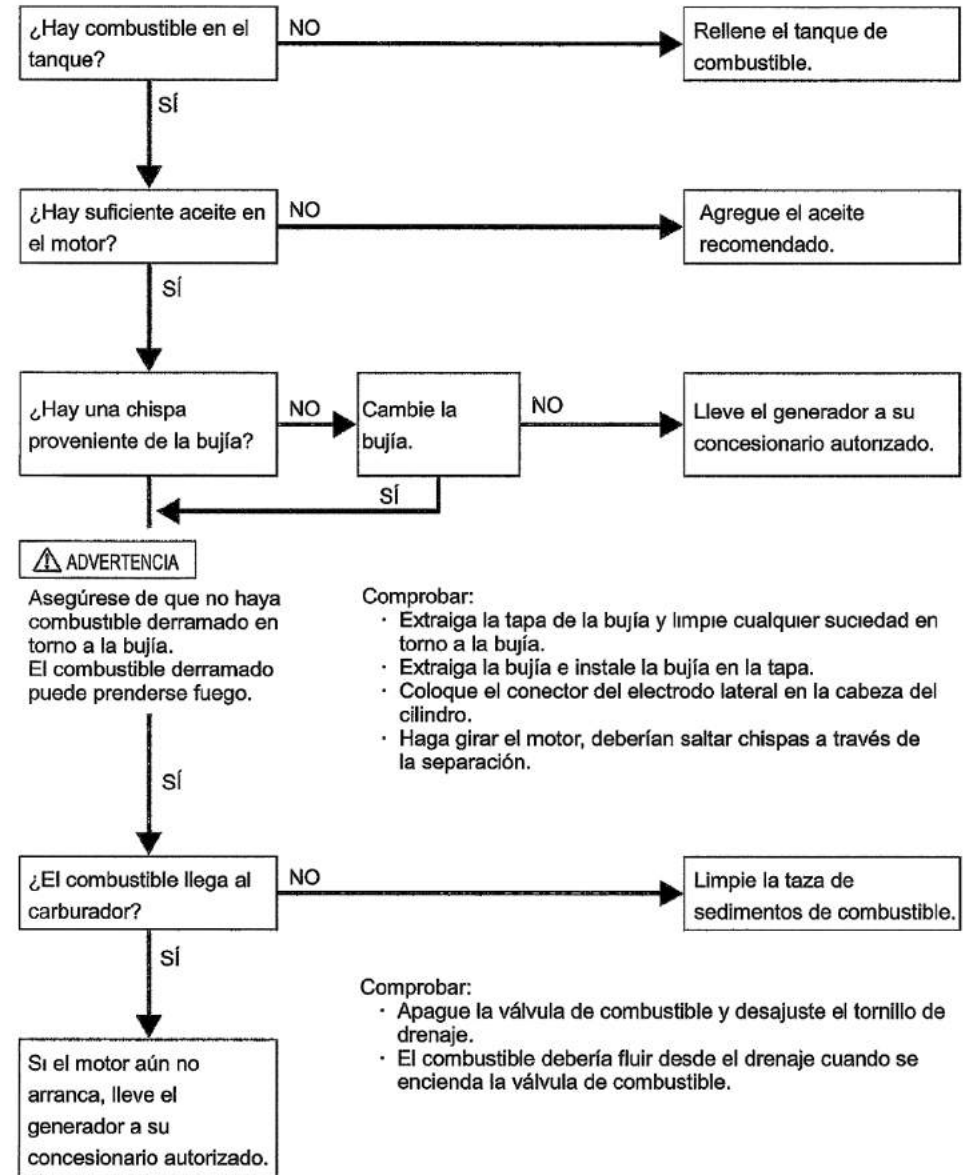 ¿Hay combustible en el
tanque?
NO
Rellene el tanque de
combustible.
SÍ
¿Hay suficiente aceite en
el motor?
NO
Agregue el aceite
recomendado.
SÍ
¿Hay una chispa
proveniente de la bujía?
NO
Cambie la
bujía.
NO
Lleve el generador a su
concesionario autorizado.
SÍ
ADVERTENCIA
Asegúrese de que no haya
combustible derramado en
torno a la bujía.
El combustible derramado
puede prenderse fuego.
Comprobar:
· Extraiga la tapa de la bujía y limpie cualquier suciedad en
torno a la bujía.
· Extraiga la bujía e instale la bujía en la tapa.
· Coloque el conector del electrodo lateral en la cabeza del
cilindro.
· Haga girar el motor, deberían saltar chispas a través de
la separación.
SÍ
¿El combustible llega al
carburador?
NO
Limpie la taza de
sedimentos de combustible.
SÍ
Comprobar:
· Apague la válvula de combustible y desajuste el tornillo de
drenaje.
· El combustible debería fluir desde el drenaje cuando se
encienda la válvula de combustible.
Si el motor aún no
arranca, lleve el
generador a su
concesionario autorizado.